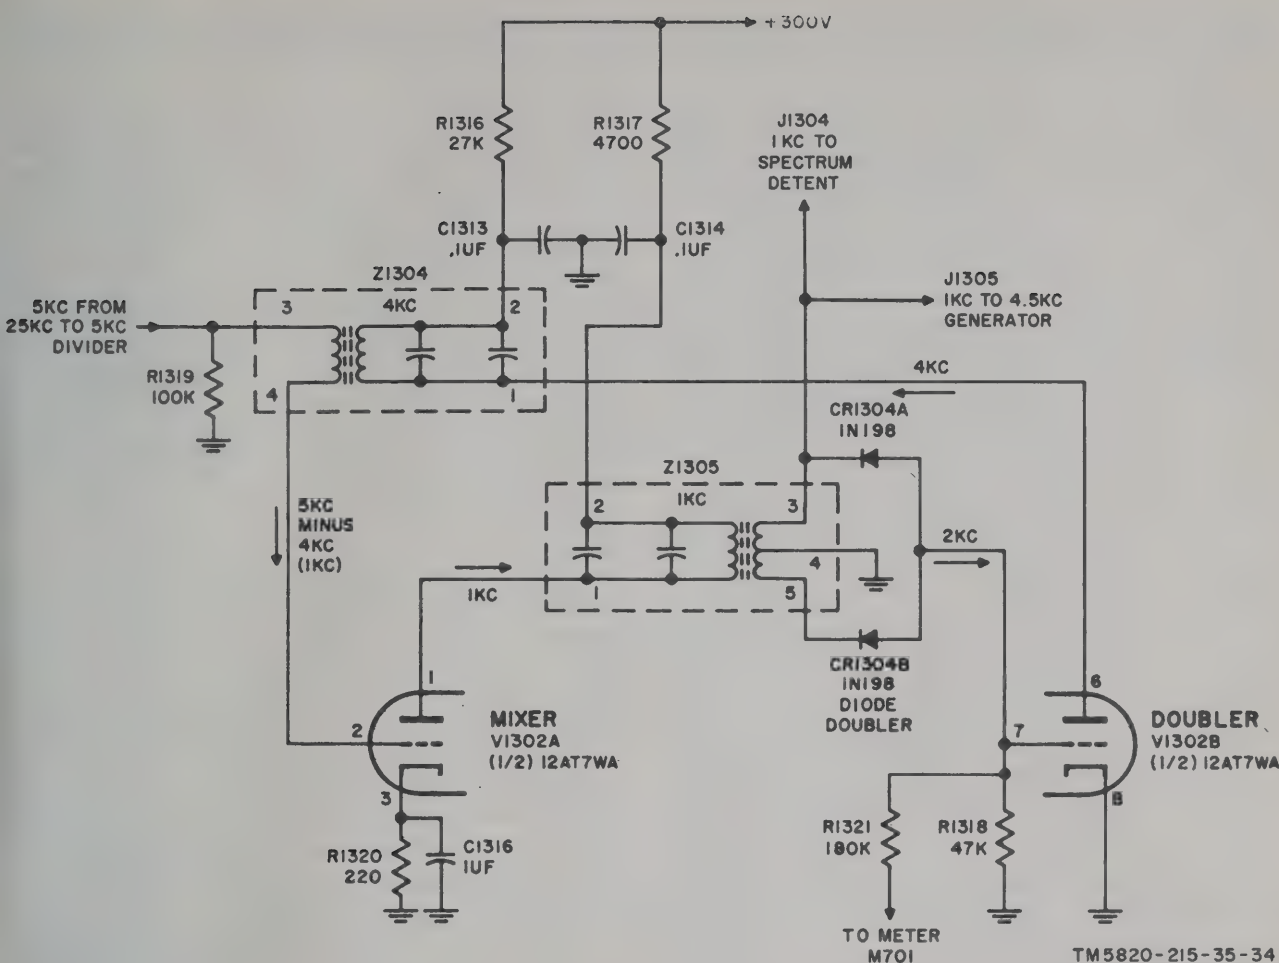 +300V
R1316
27K
R1317
4700
J1304
1KC TO
SPECTRUM
DETENT
C1313
.1UF
C1314
.1UF
Z1304
3
4KC
2
5KC FROM
25KC TO 5KC
DIVIDER
J1305
1KC TO 4.5KC
GENERATOR
R1319
100K
4
1
4KC
CR1304A
1N198
Z1305
2
1KC
3
5KC
MINUS
4KC
(1KC)
4
2KC
1KC
1
5
CR1304B
1N198
DIODE
DOUBLER
1
2
MIXER
V1302A
(1/2) 12AT7WA
3
6
7
DOUBLER
V1302B
(1/2) 12AT7WA
8
R1320
220
C1316
1UF
R1321
180K
R1318
47K
TO METER
M701
TM5820-215-35-34